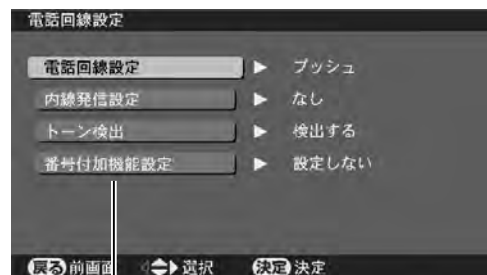 電話回線設定
電話回線設定 ▶ プッシュ
内線発信設定 ▶ なし
トーン検出 ▶ 検出する
番号付加機能設定 ▶ 設定しない
戻る 前画面 選択 決定 決定